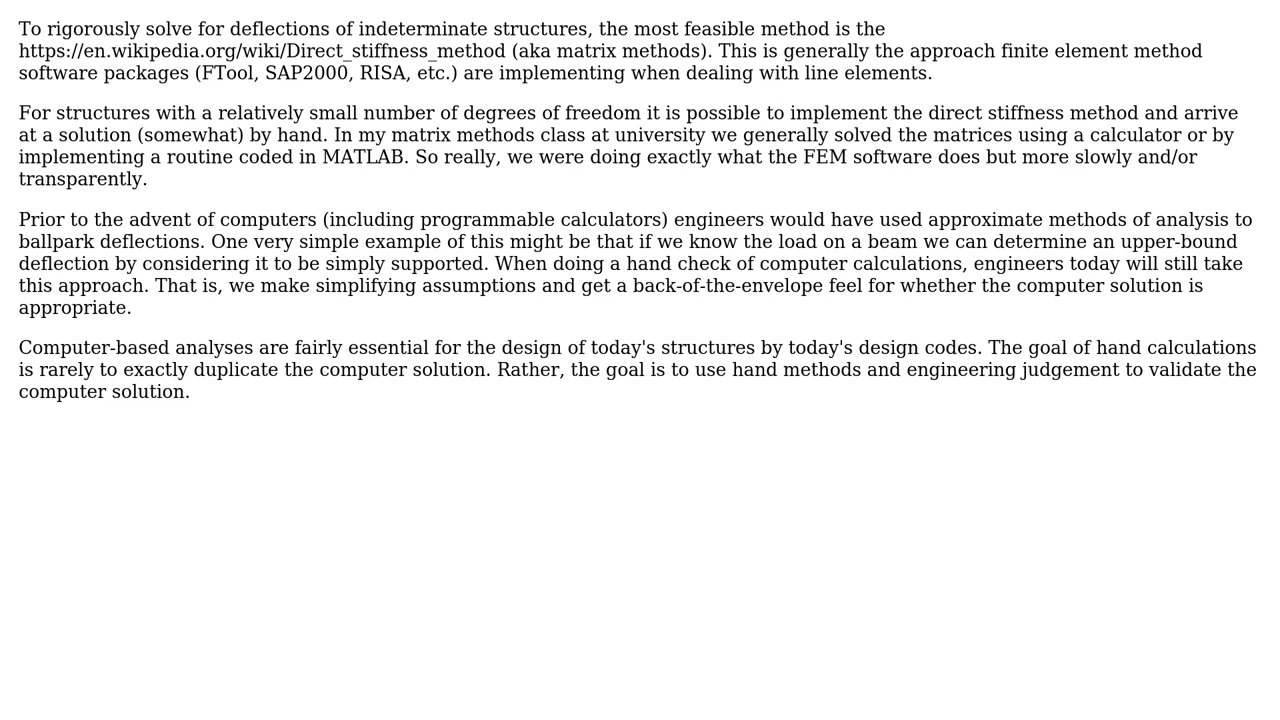 To rigorously solve for deflections of indeterminate structures, the most feasible method is the
https://en.wikipedia.org/wiki/Direct_stiffness_method (aka matrix methods). This is generally the approach finite element method
software packages (FTool, SAP2000, RISA, etc.) are implementing when dealing with line elements.
For structures with a relatively small number of degrees of freedom it is possible to implement the direct stiffness method and arrive
at a solution (somewhat) by hand. In my matrix methods class at university we generally solved the matrices using a calculator or by
implementing a routine coded in MATLAB. So really, we were doing exactly what the FEM software does but more slowly and/or
transparently.
Prior to the advent of computers (including programmable calculators) engineers would have used approximate methods of analysis to
ballpark deflections. One very simple example of this might be that if we know the load on a beam we can determine an upper-bound
deflection by considering it to be simply supported. When doing a hand check of computer calculations, engineers today will still take
this approach. That is, we make simplifying assumptions and get a back-of-the-envelope feel for whether the computer solution is
appropriate.
Computer-based analyses are fairly essential for the design of today's structures by today's design codes. The goal of hand calculations
is rarely to exactly duplicate the computer solution. Rather, the goal is to use hand methods and engineering judgement to validate the
computer solution.